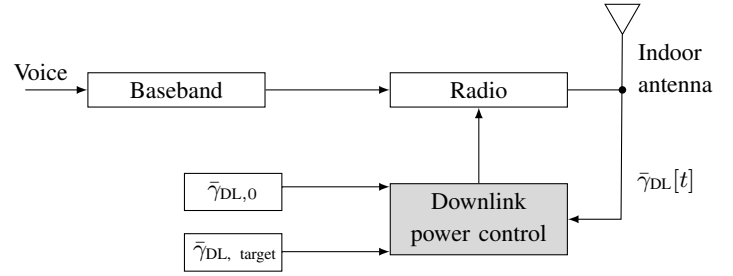 Indoor
antenna
Voice
Baseband
Radio
γ̄DL[t]
γ̄DL,0
Downlink
power control
γ̄DL, target